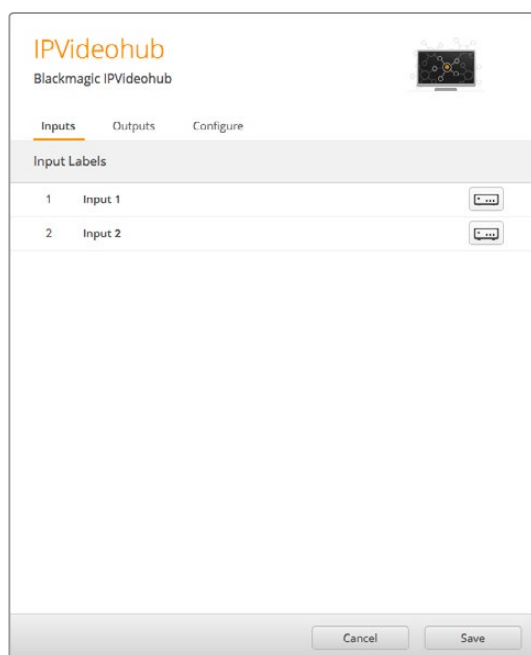 IPVideohub
Blackmagic IPVideohub
Inputs Outputs Configure
Input Labels
1 Input 1
2 Input 2
Cancel Save